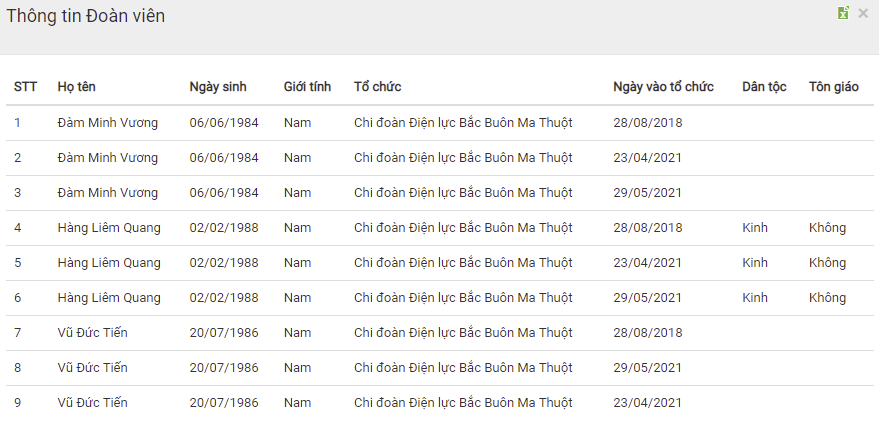 Thông tin Đoàn viên
STT Họ tên Ngày sinh Giới tính Tổ chức Ngày vào tổ chức Dân tộc Tôn giáo
1 Đàm Minh Vương 06/06/1984 Nam Chi đoàn Điện lực Bắc Buôn Ma Thuột 28/08/2018
2 Đàm Minh Vương 06/06/1984 Nam Chi đoàn Điện lực Bắc Buôn Ma Thuột 23/04/2021
3 Đàm Minh Vương 06/06/1984 Nam Chi đoàn Điện lực Bắc Buôn Ma Thuột 29/05/2021
4 Hàng Liêm Quang 02/02/1988 Nam Chi đoàn Điện lực Bắc Buôn Ma Thuột 28/08/2018 Kinh Không
5 Hàng Liêm Quang 02/02/1988 Nam Chi đoàn Điện lực Bắc Buôn Ma Thuột 23/04/2021 Kinh Không
6 Hàng Liêm Quang 02/02/1988 Nam Chi đoàn Điện lực Bắc Buôn Ma Thuột 29/05/2021 Kinh Không
7 Vũ Đức Tiến 20/07/1986 Nam Chi đoàn Điện lực Bắc Buôn Ma Thuột 28/08/2018
8 Vũ Đức Tiến 20/07/1986 Nam Chi đoàn Điện lực Bắc Buôn Ma Thuột 29/05/2021
9 Vũ Đức Tiến 20/07/1986 Nam Chi đoàn Điện lực Bắc Buôn Ma Thuột 23/04/2021